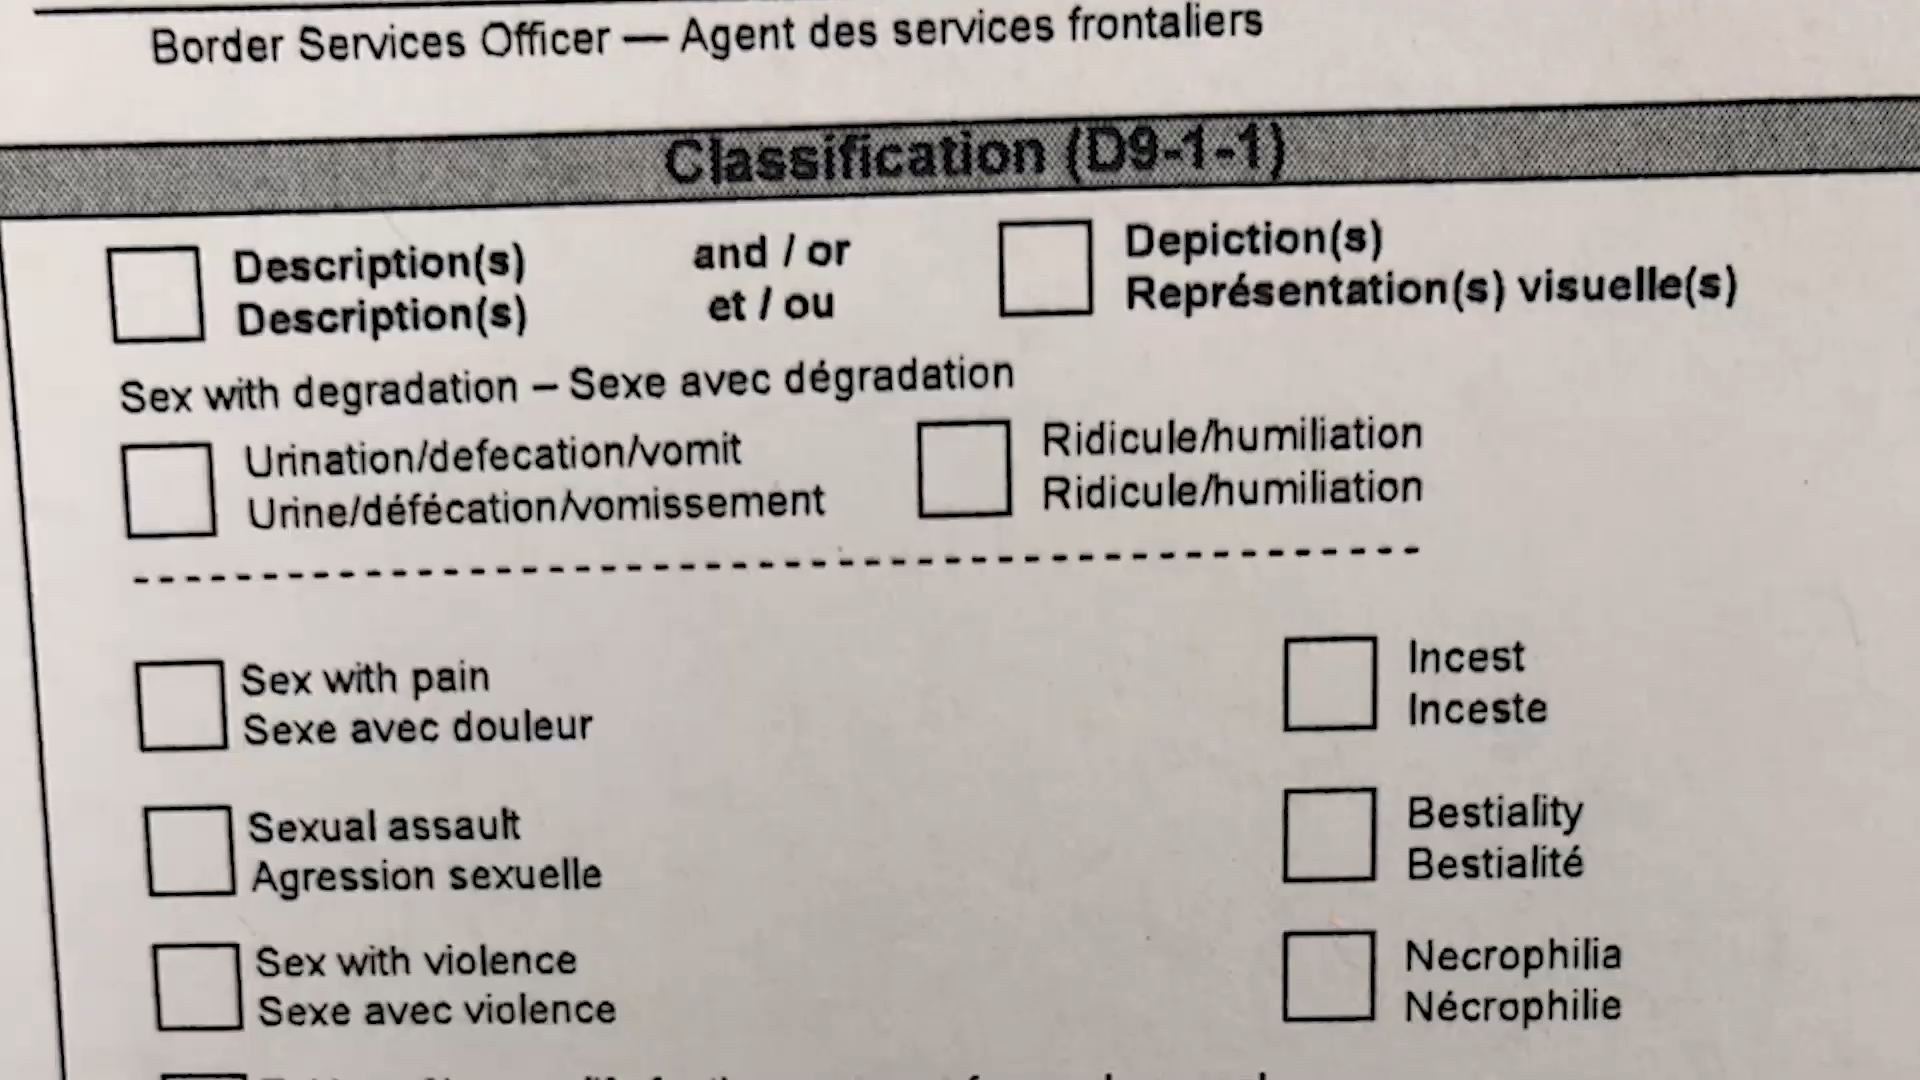 Border Services Officer — Agent des services frontaliers
Classification (D9-1-1)
Description(s) and / or Depiction(s)
Description(s) et / ou Représentation(s) visuelle(s)
Sex with degradation – Sexe avec dégradation
Urination/defecation/vomit Ridicule/humiliation
Urine/défécation/vomissement Ridicule/humiliation
Sex with pain Incest
Sexe avec douleur Inceste
Sexual assault Bestiality
Agression sexuelle Bestialité
Sex with violence Necrophilia
Sexe avec violence Nécrophilie